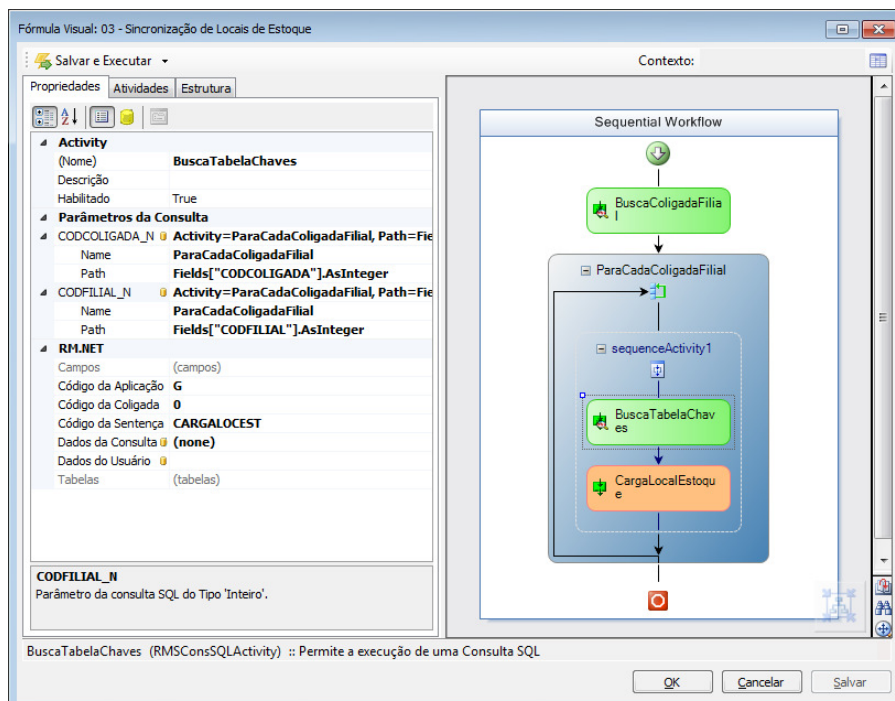 Fórmula Visual: 03 - Sincronização de Locais de Estoque
Salvar e Executar
Contexto:
Propriedades Atividades Estrutura
Activity
(Nome) BuscaTabelaChaves
Descrição
Habilitado True
Parâmetros da Consulta
CODCOLIGADA_N Activity=ParaCadaColigadaFilial, Path=Fie
Name ParaCadaColigadaFilial
Path Fields["CODCOLIGADA"].AsInteger
CODFILIAL_N Activity=ParaCadaColigadaFilial, Path=Fie
Name ParaCadaColigadaFilial
Path Fields["CODFILIAL"].AsInteger
RM.NET
Campos (campos)
Código da Aplicação G
Código da Coligada 0
Código da Sentença CARGALOCEST
Dados da Consulta (none)
Dados do Usuário
Tabelas (tabelas)
CODFILIAL_N
Parâmetro da consulta SQL do Tipo 'Inteiro'.
Sequential Workflow
BuscaColigadaFilia
l
ParaCadaColigadaFilial
sequenceActivity1
BuscaTabelaChav
es
CargaLocalEstoqu
e
BuscaTabelaChaves (RMSConsSQLActivity) :: Permite a execução de uma Consulta SQL
OK Cancelar Salvar